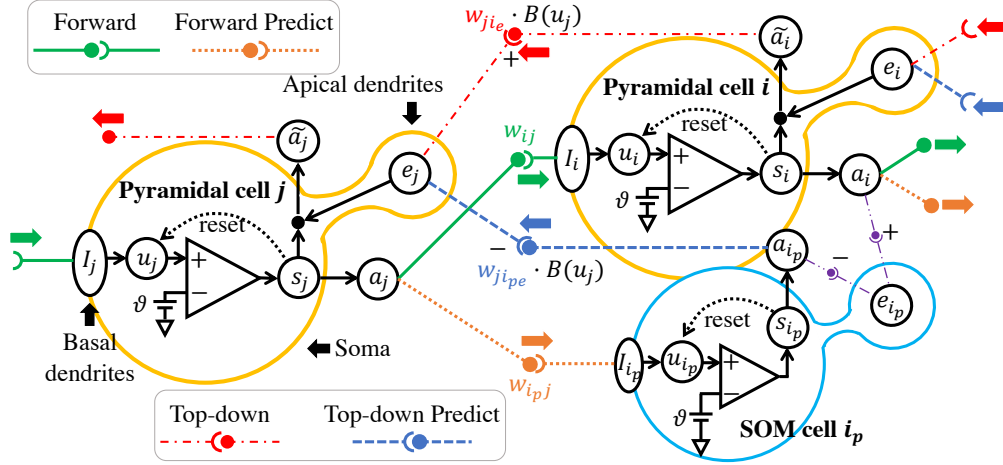 Forward Forward Predict
w_{ji_e} · B(u_j)
+
ã_i
e_i
Pyramidal cell i
Apical dendrites
reset
w_{ij}
I_i u_i + − s_i a_i
ϑ
ã_j
e_j
Pyramidal cell j
reset
I_j u_j + − s_j a_j
ϑ
−
w_{ji_{pe}} · B(u_j)
a_{i_p}
+
−
e_{i_p}
reset
s_{i_p}
Basal
dendrites
Soma
w_{i_p j}
I_{i_p} u_{i_p} + −
ϑ
SOM cell i_p
Top-down Top-down Predict